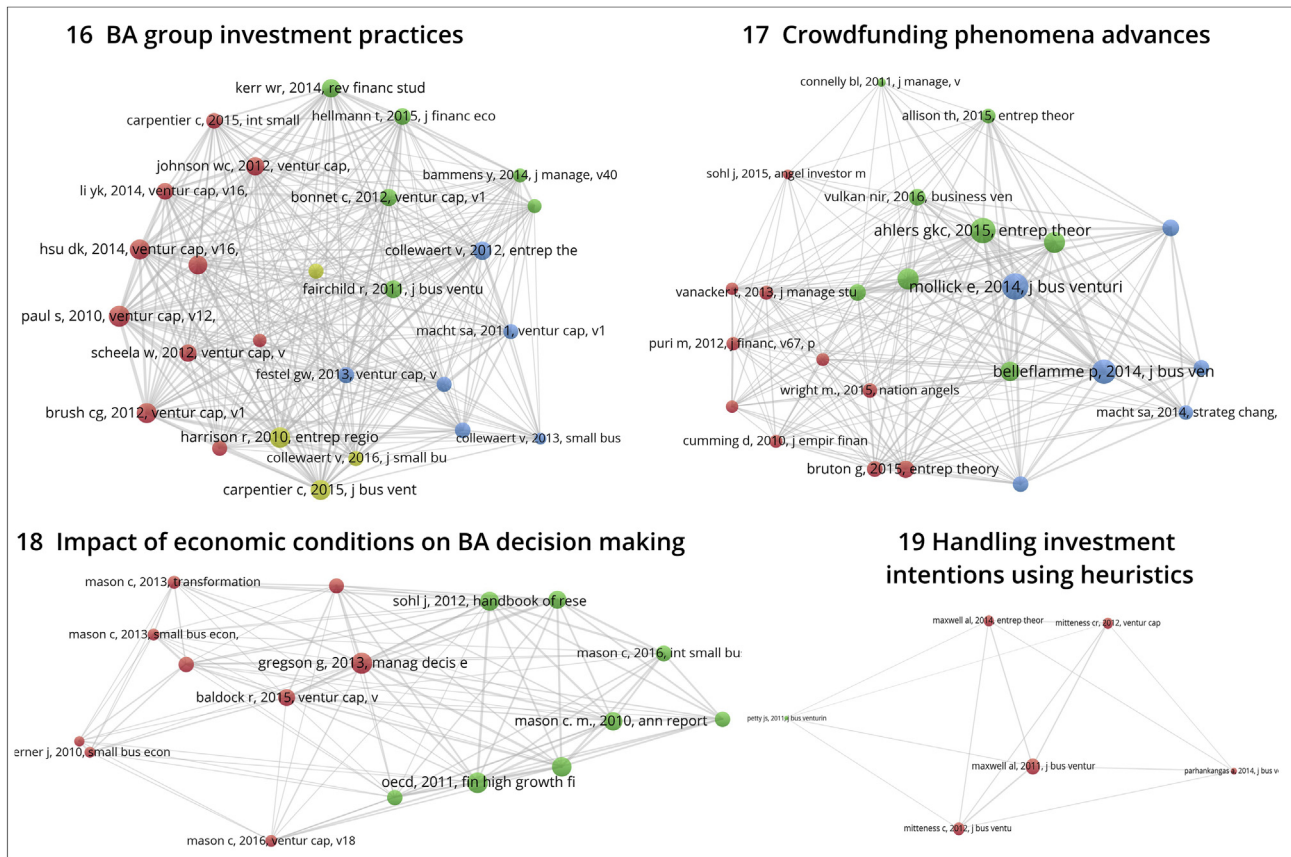 16 BA group investment practices
kerr wr, 2014, rev financ stud
carpentier c, 2015, int small
hellmann t, 2015, j financ eco
johnson wc, 2012, ventur cap,
bammens y, 2014, j manage, v40
li yk, 2014, ventur cap, v16,
bonnet c, 2012, ventur cap, v1
hsu dk, 2014, ventur cap, v16,
collewaert v, 2012, entrep the
fairchild r, 2011, j bus ventu
paul s, 2010, ventur cap, v12,
macht sa, 2011, ventur cap, v1
scheela w, 2012, ventur cap, v
festel gw, 2013, ventur cap, v
brush cg, 2012, ventur cap, v1
harrison r, 2010, entrep regio
collewaert v, 2013, small bus
collewaert v, 2016, j small bu
carpentier c, 2015, j bus vent
17 Crowdfunding phenomena advances
connelly bl, 2011, j manage, v
allison th, 2015, entrep theor
sohl j, 2015, angel investor m
vulkan nir, 2016, business ven
ahlers gkc, 2015, entrep theor
mollick e, 2014, j bus venturi
vanacker t, 2013, j manage stu
puri m, 2012, j financ, v67, p
belleflamme p, 2014, j bus ven
wright m., 2015, nation angels
macht sa, 2014, strateg chang,
cumming d, 2010, j empir finan
bruton g, 2015, entrep theory
18 Impact of economic conditions on BA decision making
mason c, 2013, transformation
sohl j, 2012, handbook of rese
mason c, 2013, small bus econ,
mason c, 2016, int small bu
gregson g, 2013, manag decis e
baldock r, 2015, ventur cap, v
mason c. m., 2010, ann report
erner j, 2010, small bus econ
oecd, 2011, fin high growth fi
mason c, 2016, ventur cap, v18
19 Handling investment
intentions using heuristics
maxwell al, 2014, entrep theor
mitteness cr, 2012, ventur cap
petty js, 2011, j bus venturin
maxwell al, 2011, j bus ventur
parhankangas a, 2014, j bus v
mitteness c, 2012, j bus ventu